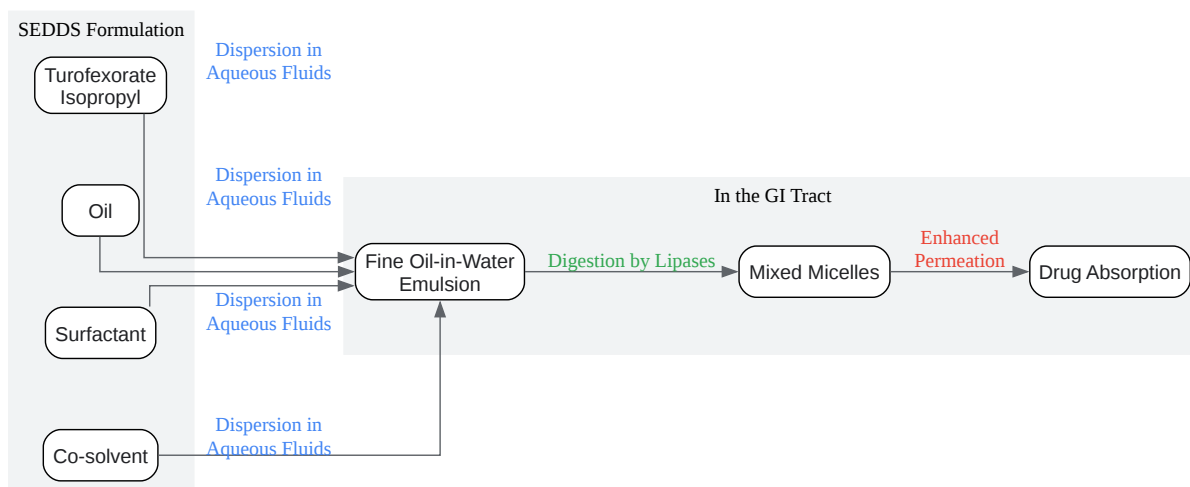 SEDDS Formulation
Turofexorate
Isopropyl
Oil
Surfactant
Co-solvent
Dispersion in
Aqueous Fluids
Dispersion in
Aqueous Fluids
Dispersion in
Aqueous Fluids
Dispersion in
Aqueous Fluids
In the GI Tract
Fine Oil-in-Water
Emulsion
Digestion by Lipases
Mixed Micelles
Enhanced
Permeation
Drug Absorption